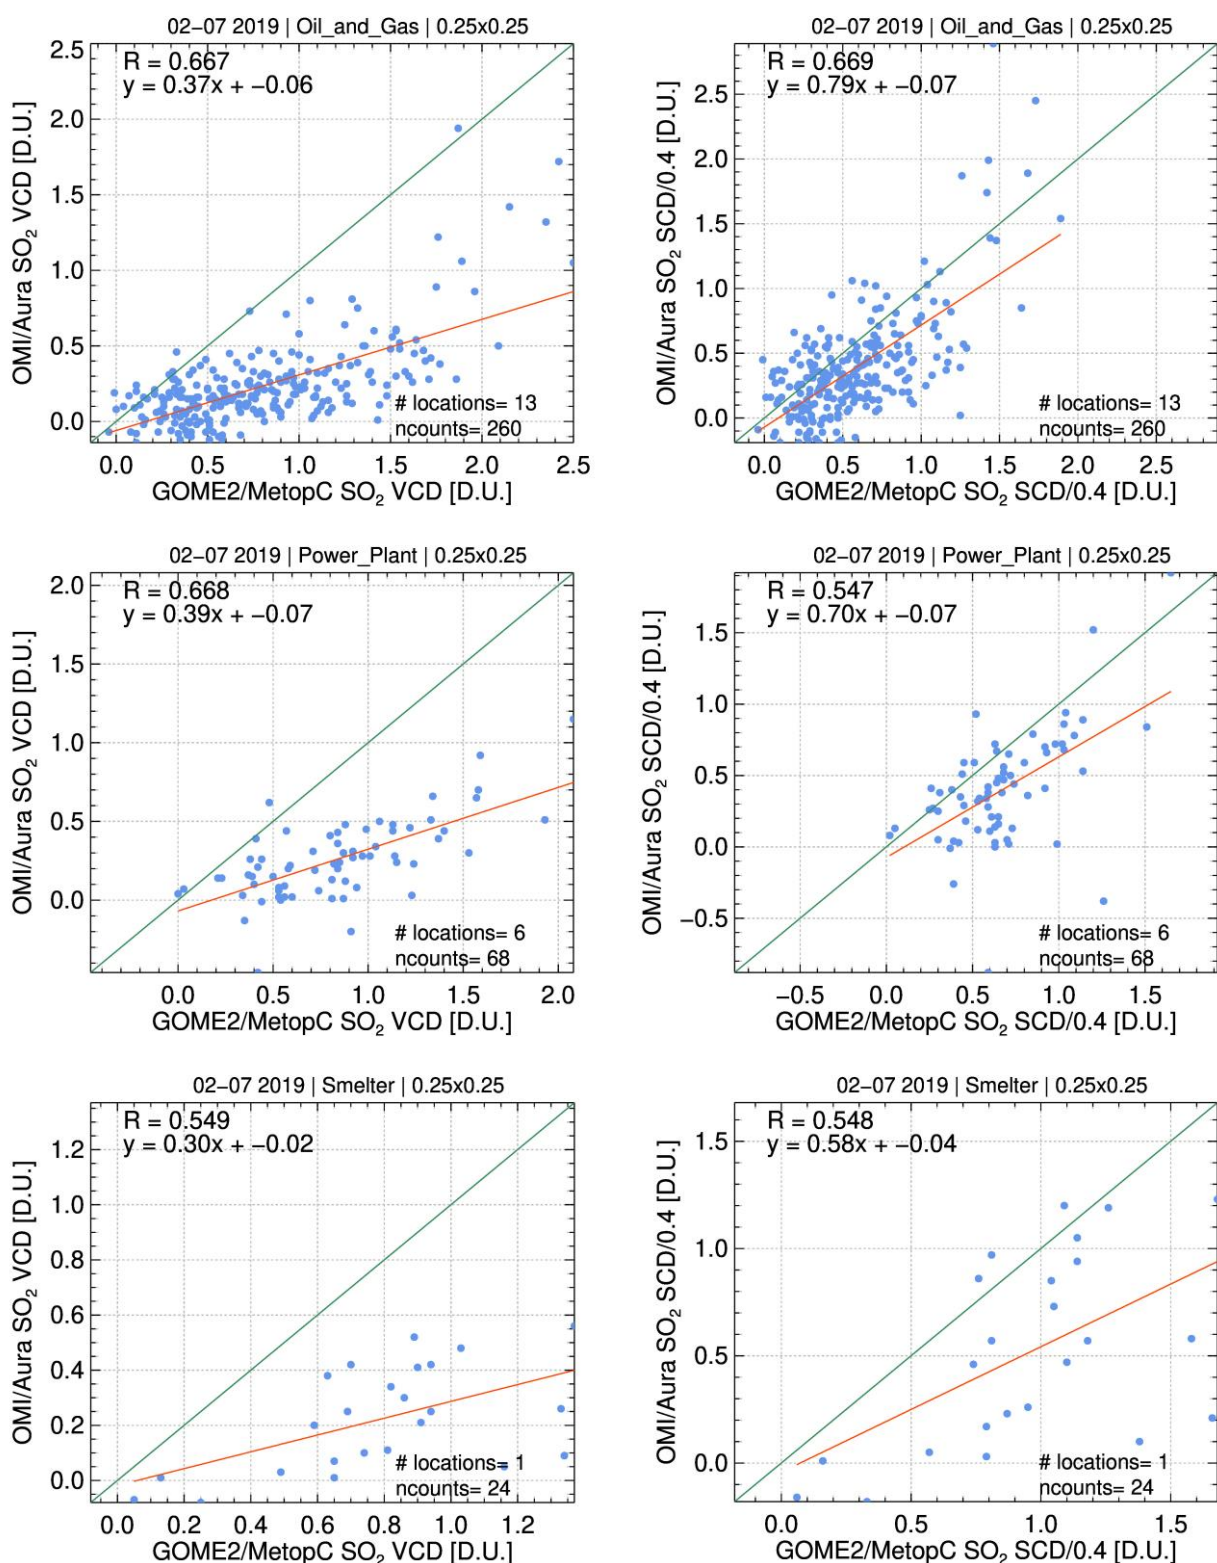 02-07 2019 | Oil_and_Gas | 0.25x0.25
R = 0.667
y = 0.37x + -0.06
OMI/Aura SO2 VCD [D.U.]
2.5
2.0
1.5
1.0
0.5
0.0
# locations= 13
ncounts= 260
0.0 0.5 1.0 1.5 2.0 2.5
GOME2/MetopC SO2 VCD [D.U.]
02-07 2019 | Oil_and_Gas | 0.25x0.25
R = 0.669
y = 0.79x + -0.07
OMI/Aura SO2 SCD/0.4 [D.U.]
2.5
2.0
1.5
1.0
0.5
0.0
# locations= 13
ncounts= 260
0.0 0.5 1.0 1.5 2.0 2.5
GOME2/MetopC SO2 SCD/0.4 [D.U.]
02-07 2019 | Power_Plant | 0.25x0.25
R = 0.668
y = 0.39x + -0.07
OMI/Aura SO2 VCD [D.U.]
2.0
1.5
1.0
0.5
0.0
# locations= 6
ncounts= 68
0.0 0.5 1.0 1.5 2.0
GOME2/MetopC SO2 VCD [D.U.]
02-07 2019 | Power_Plant | 0.25x0.25
R = 0.547
y = 0.70x + -0.07
OMI/Aura SO2 SCD/0.4 [D.U.]
1.5
1.0
0.5
0.0
-0.5
# locations= 6
ncounts= 68
-0.5 0.0 0.5 1.0 1.5
GOME2/MetopC SO2 SCD/0.4 [D.U.]
02-07 2019 | Smelter | 0.25x0.25
R = 0.549
y = 0.30x + -0.02
OMI/Aura SO2 VCD [D.U.]
1.2
1.0
0.8
0.6
0.4
0.2
0.0
# locations= 1
ncounts= 24
0.0 0.2 0.4 0.6 0.8 1.0 1.2
GOME2/MetopC SO2 VCD [D.U.]
02-07 2019 | Smelter | 0.25x0.25
R = 0.548
y = 0.58x + -0.04
OMI/Aura SO2 SCD/0.4 [D.U.]
1.5
1.0
0.5
0.0
# locations= 1
ncounts= 24
0.0 0.5 1.0 1.5
GOME2/MetopC SO2 SCD/0.4 [D.U.]